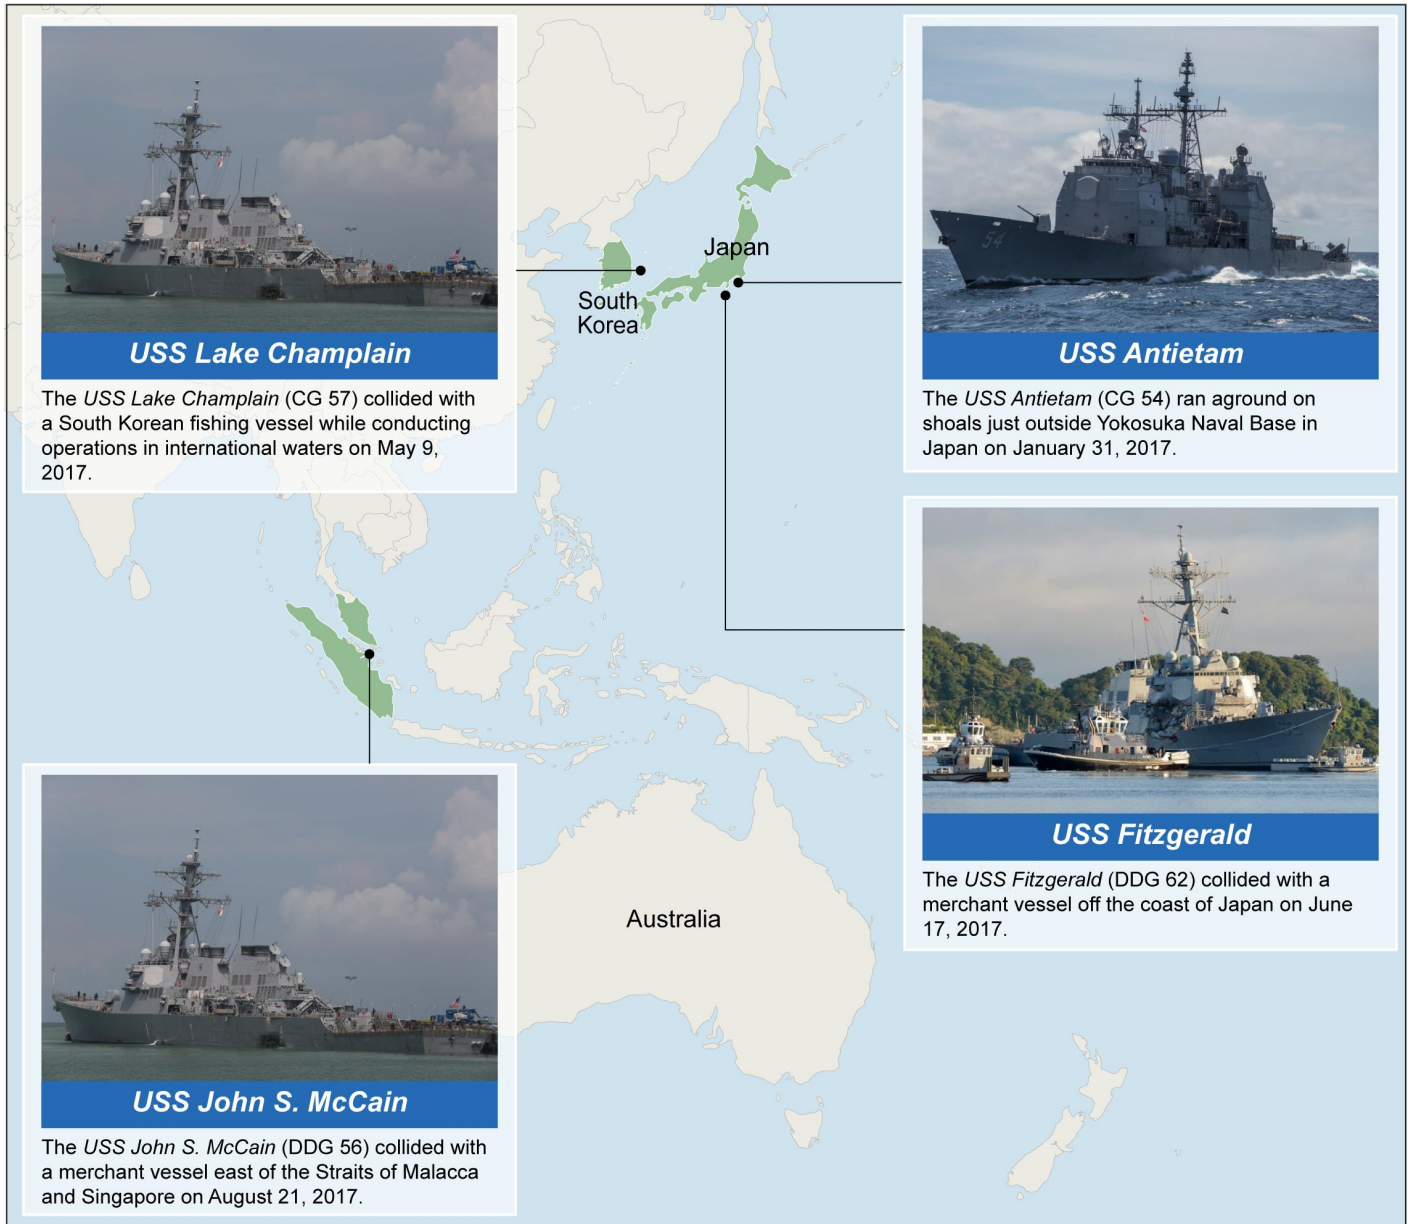 USS Lake Champlain
The USS Lake Champlain (CG 57) collided with
a South Korean fishing vessel while conducting
operations in international waters on May 9,
2017.
54
USS Antietam
The USS Antietam (CG 54) ran aground on
shoals just outside Yokosuka Naval Base in
Japan on January 31, 2017.
Japan
South
Korea
USS Fitzgerald
The USS Fitzgerald (DDG 62) collided with a
merchant vessel off the coast of Japan on June
17, 2017.
Australia
USS John S. McCain
The USS John S. McCain (DDG 56) collided with
a merchant vessel east of the Straits of Malacca
and Singapore on August 21, 2017.